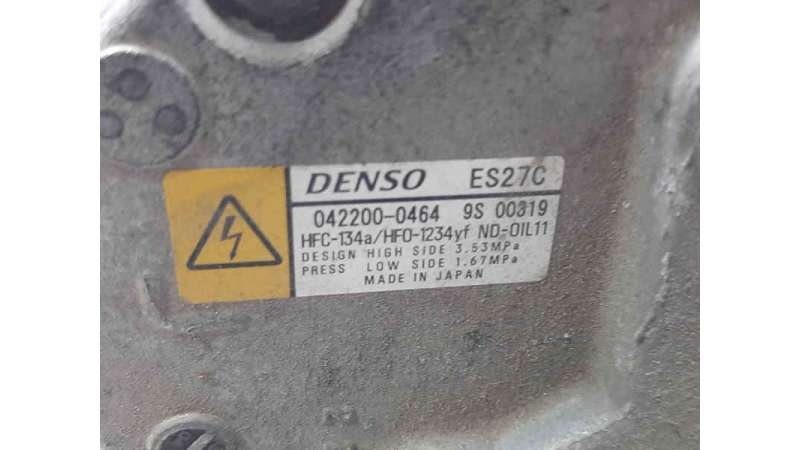 DENSO ES27C
042200-0464 9S 00319
HFC-134a/HFO-1234yf ND-OIL11
DESIGN HIGH SIDE 3.53MPa
PRESS LOW SIDE 1.67MPa
MADE IN JAPAN